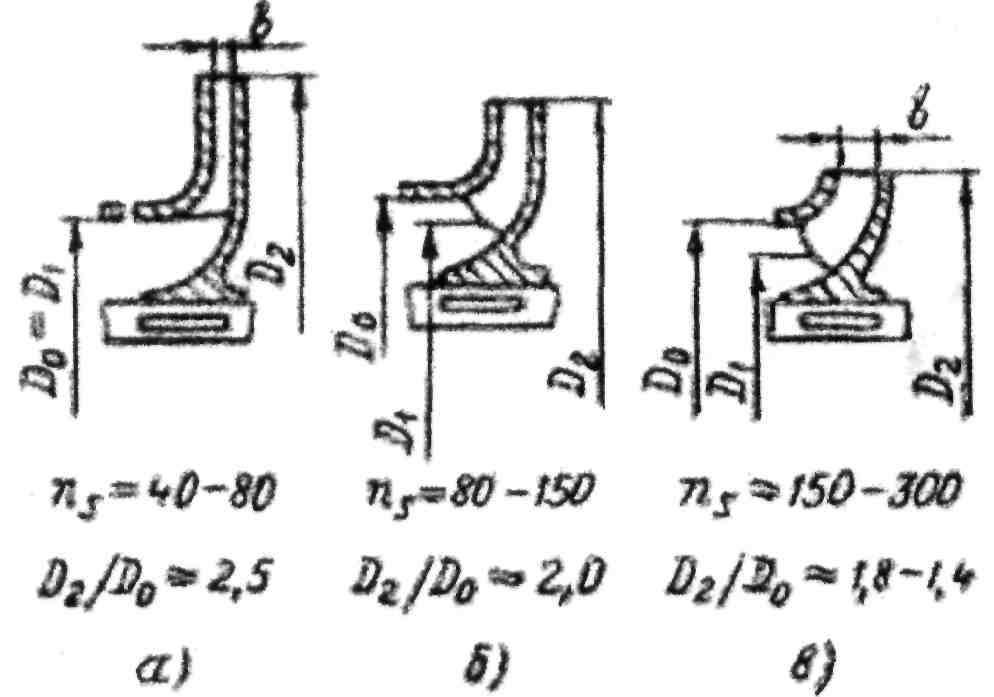 в
в
D₂
D₀ = D₁
D₀
D₁
D₂
D₀
D₁
D₂
nₛ = 40-80
nₛ = 80-150
nₛ = 150-300
D₂/D₀ ≈ 2,5
D₂/D₀ ≈ 2,0
D₂/D₀ ≈ 1,8-1,4
а)
б)
в)